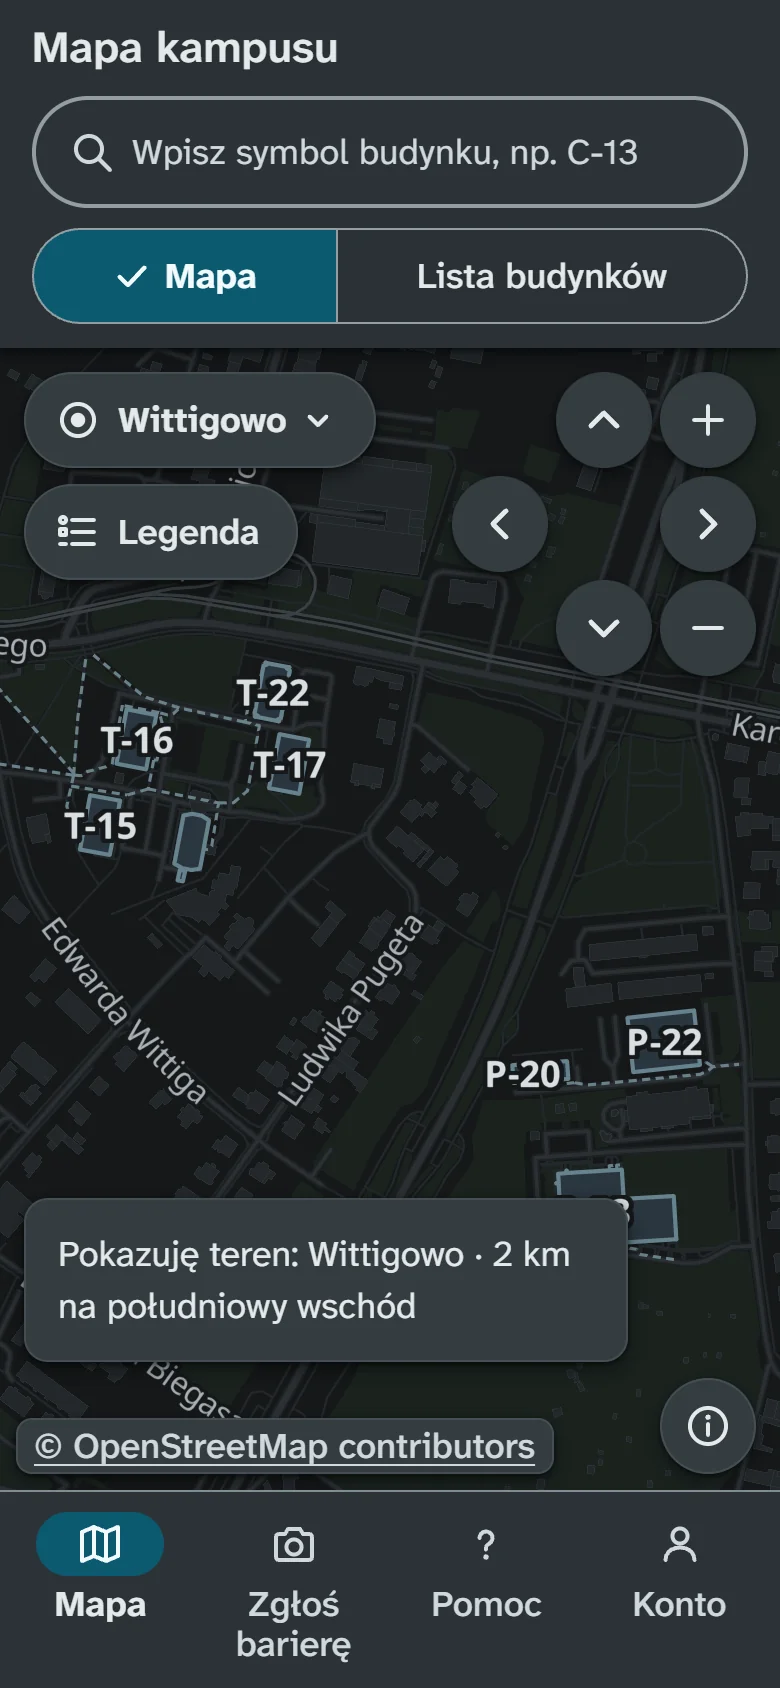 Mapa kampusu
Wpisz symbol budynku, np. C-13
Mapa
Lista budynków
Wittigowo
Legenda
ego
T-22
Kar
T-16
T-17
T-15
Edwarda Wittiga
Ludwika Pugeta
P-22
P-20
Pokazuję teren: Wittigowo · 2 km
na południowy wschód
Biegasa
© OpenStreetMap contributors
Mapa
Zgłoś
barierę
Pomoc
Konto